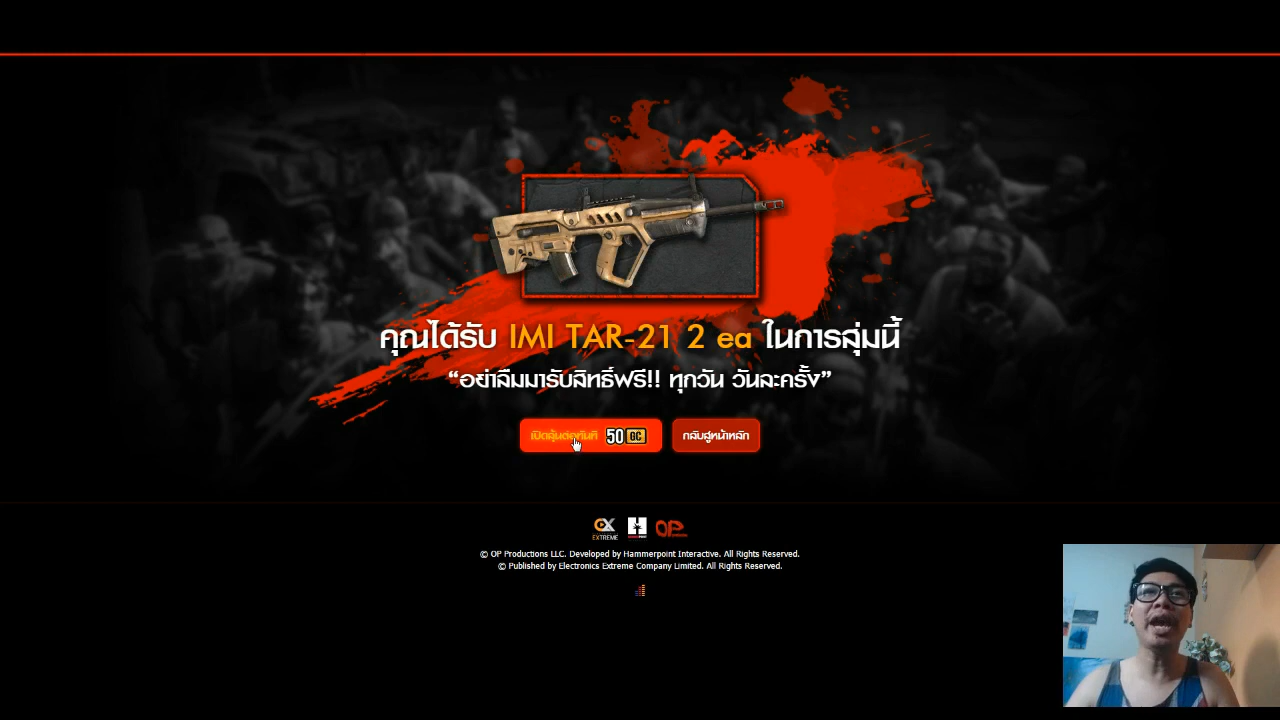 คุณได้รับ IMI TAR-21 2 ea ในการสุ่มนี้
“อย่าลืมมารับสิทธิ์ฟรี!! ทุกวัน วันละครั้ง”
เปิดลุ้นต่อทันที 50 GC
กลับสู่หน้าหลัก
EXTREME
OP
© OP Productions LLC. Developed by Hammerpoint Interactive. All Rights Reserved.
© Published by Electronics Extreme Company Limited. All Rights Reserved.